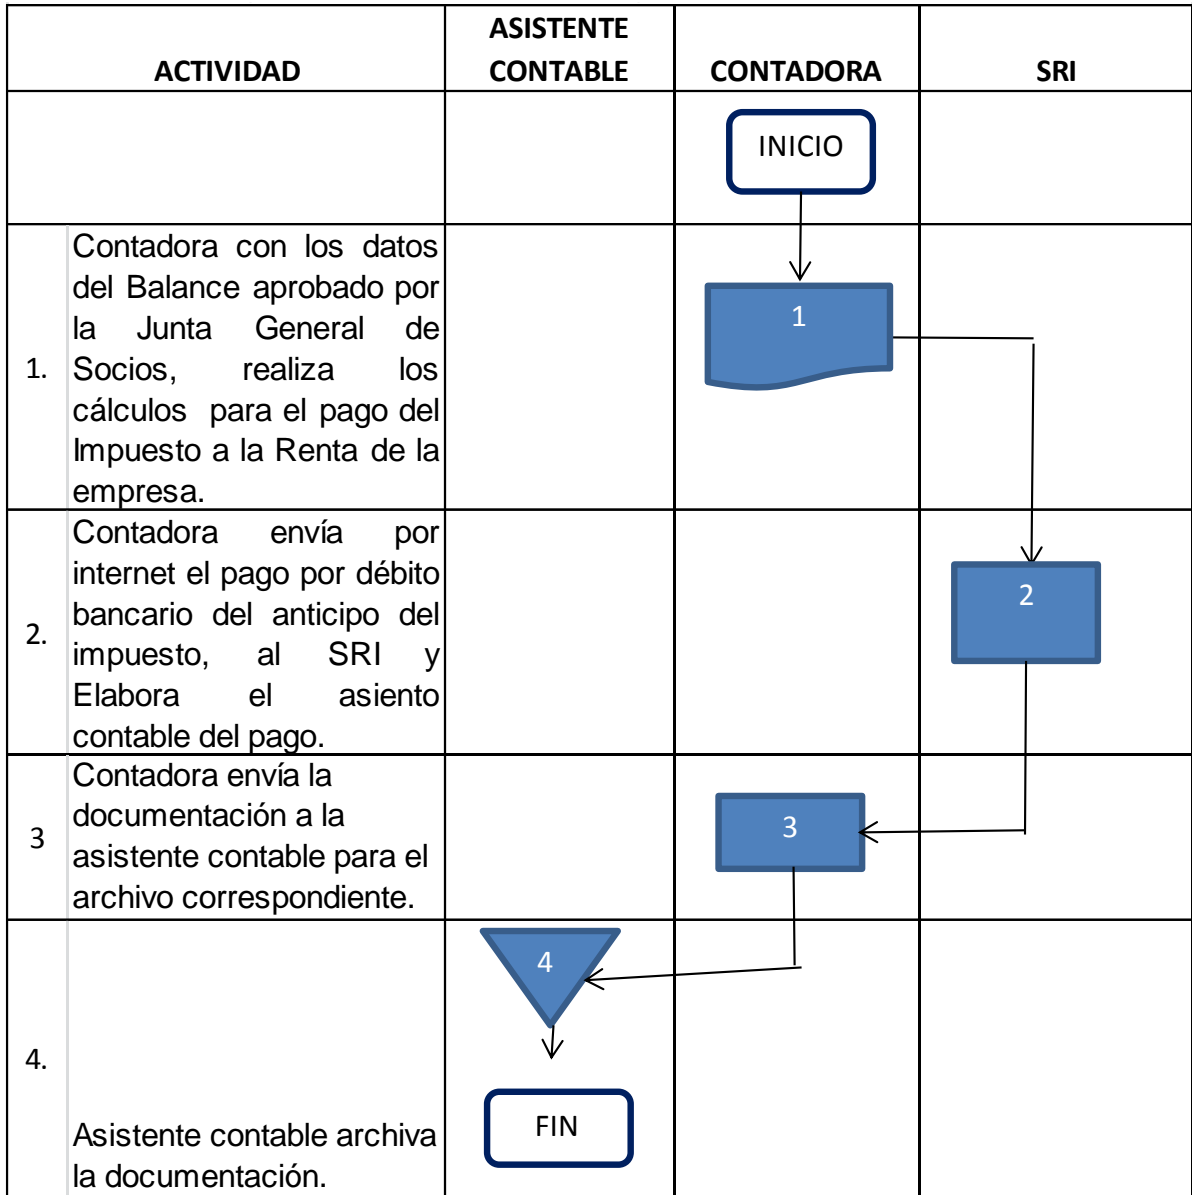 ACTIVIDAD
ASISTENTE
CONTABLE
CONTADORA
SRI
INICIO
1.
Contadora con los datos
del Balance aprobado por
la Junta General de
Socios, realiza los
cálculos para el pago del
Impuesto a la Renta de la
empresa.
1
2.
Contadora envía por
internet el pago por débito
bancario del anticipo del
impuesto, al SRI y
Elabora el asiento
contable del pago.
2
3
Contadora envía la
documentación a la
asistente contable para el
archivo correspondiente.
3
4.
Asistente contable archiva
la documentación.
4
FIN